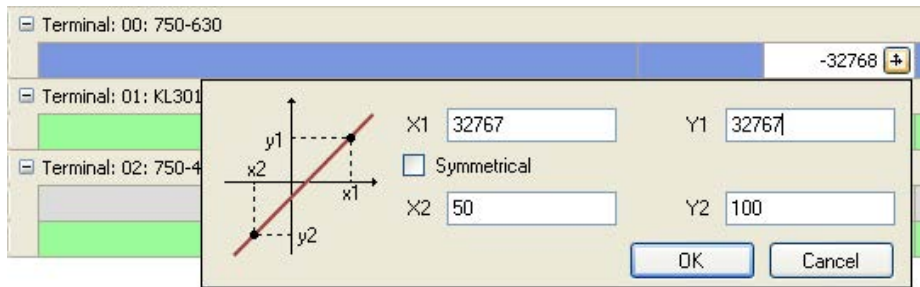 Terminal: 00: 750-630
-32768
Terminal: 01: KL301
Terminal: 02: 750-4
y1
x2
x1
y2
X1 32767 Y1 32767
Symmetrical
X2 50 Y2 100
OK Cancel